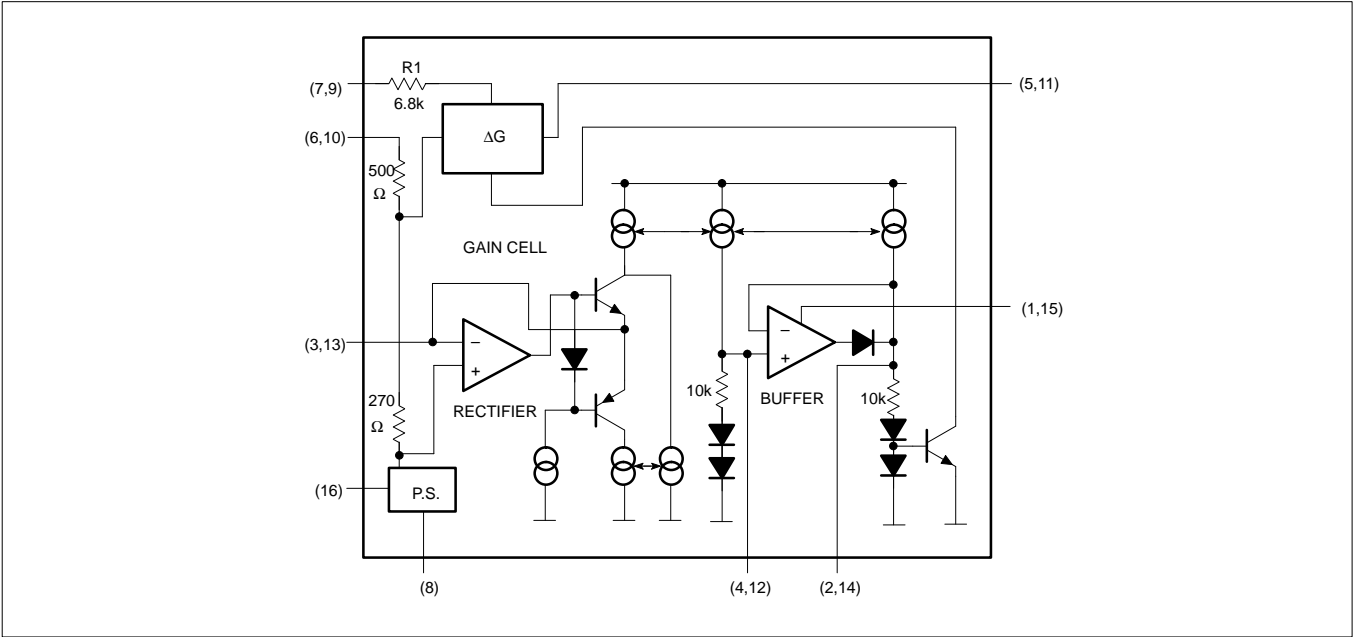 R1
(7,9)
6.8k
(5,11)
(6,10)
ΔG
500
Ω
GAIN CELL
(1,15)
(3,13)
−
+
−
+
10k
BUFFER
10k
270
Ω
RECTIFIER
(16)
P.S.
(8)
(4,12)
(2,14)